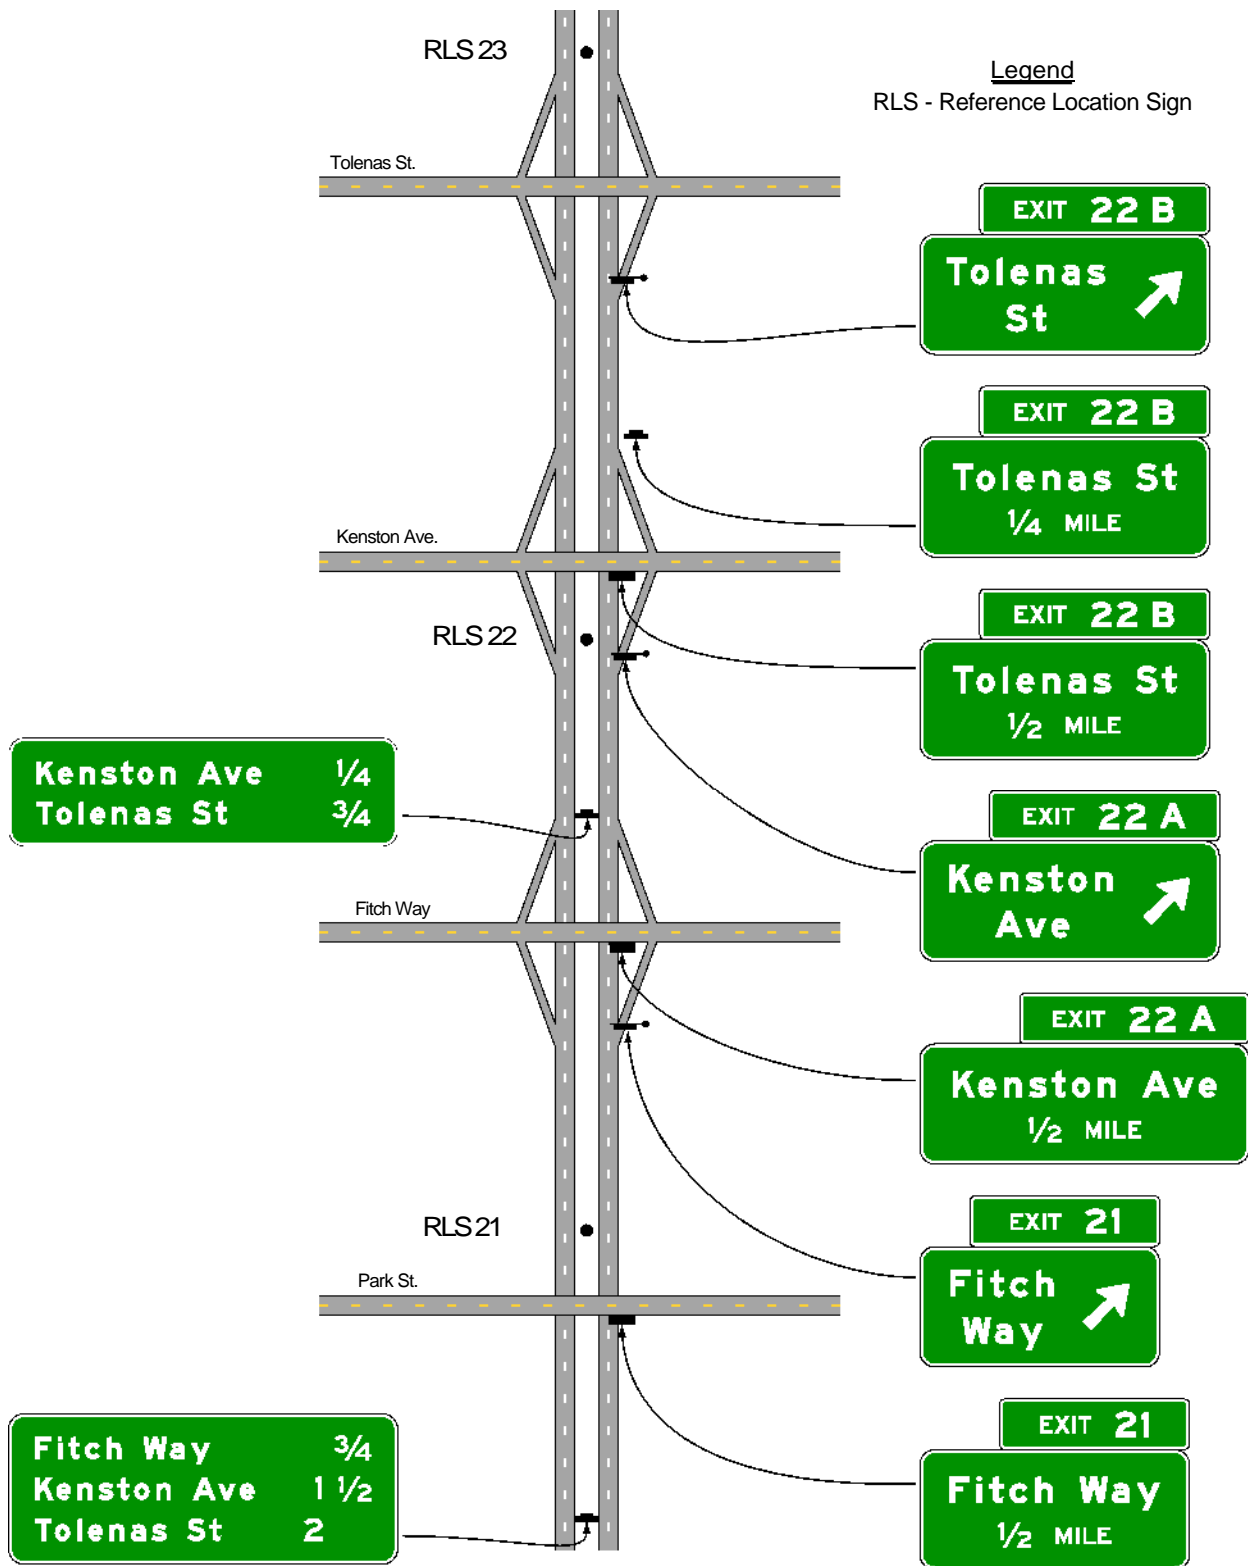 RLS 23
Legend
RLS - Reference Location Sign
Tolenas St.
EXIT 22 B
Tolenas
St
EXIT 22 B
Tolenas St
1/4 MILE
Kenston Ave.
EXIT 22 B
Tolenas St
1/2 MILE
RLS 22
Kenston Ave 1/4
Tolenas St 3/4
EXIT 22 A
Kenston
Ave
Fitch Way
EXIT 22 A
Kenston Ave
1/2 MILE
RLS 21
EXIT 21
Fitch
Way
Park St.
EXIT 21
Fitch Way
1/2 MILE
Fitch Way 3/4
Kenston Ave 1 1/2
Tolenas St 2